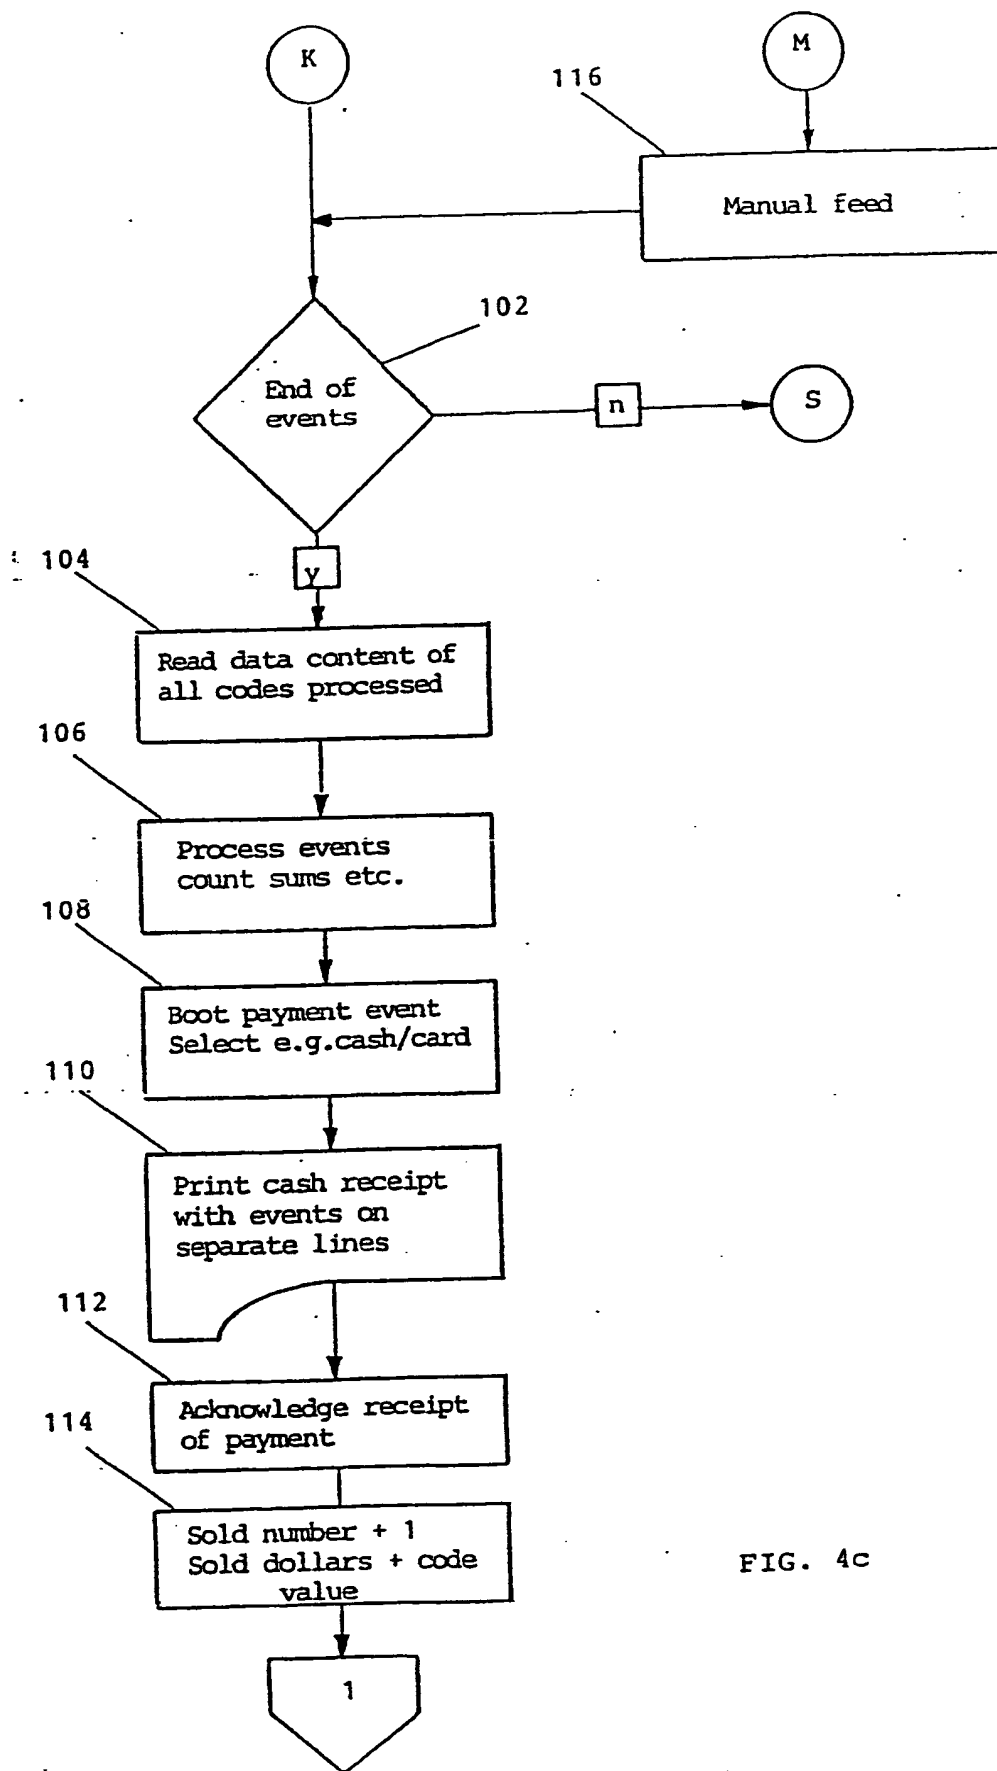 K
M
116
Manual feed
102
End of
events
n
S
y
104
Read data content of
all codes processed
106
Process events
count sums etc.
108
Boot payment event
Select e.g.cash/card
110
Print cash receipt
with events on
separate lines
112
Acknowledge receipt
of payment
114
Sold number + 1
Sold dollars + code
value
FIG. 4c
1